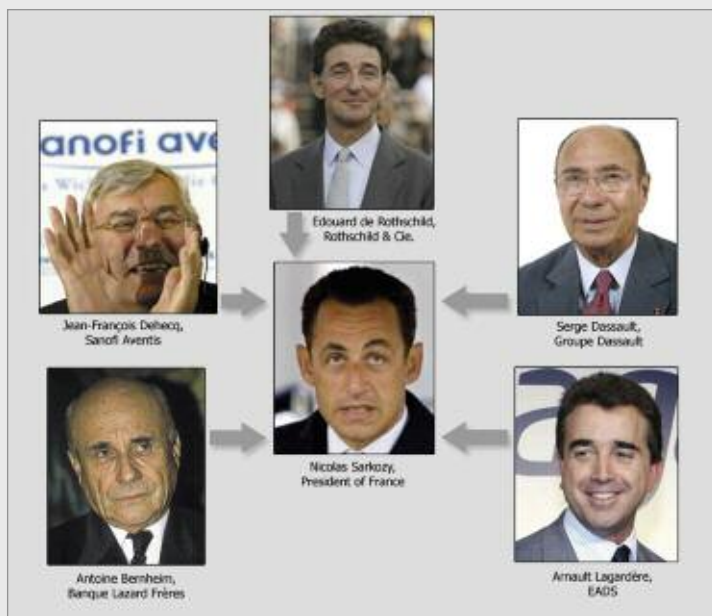 anofi ave
Edouard de Rothschild,
Rothschild & Cie.
Jean-François Dehecq,
Sanofi Aventis
Serge Dassault,
Groupe Dassault
Nicolas Sarkozy,
President of France
Antoine Bernheim,
Banque Lazard Frères
Arnault Lagardère,
EADS